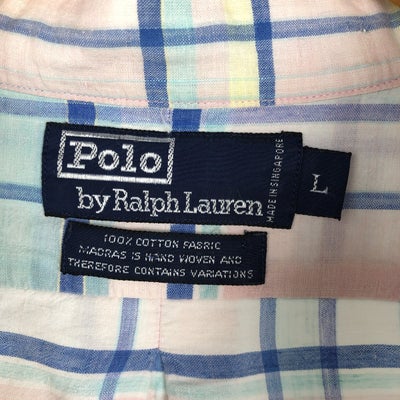 Polo
by Ralph Lauren
MADE IN SINGAPORE
L
100% COTTON FABRIC
MADRAS IS HAND WOVEN AND
THEREFORE CONTAINS VARIATIONS